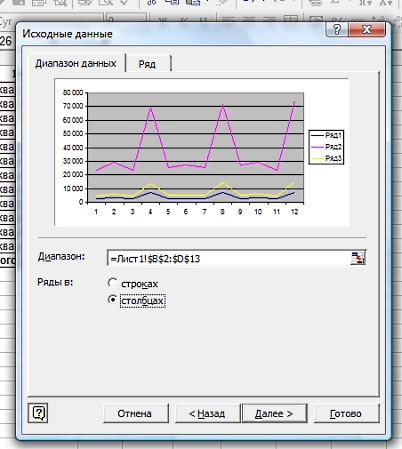 Исходные данные
Диапазон данных
Ряд
80 000
70 000
60 000
50 000
40 000
30 000
20 000
10 000
0
1 2 3 4 5 6 7 8 9 10 11 12
Ряд1
Ряд2
Ряд3
Диапазон: =Лист1!$B$2:$D$13
Ряды в: строках
столбцах
Отмена < Назад Далее > Готово